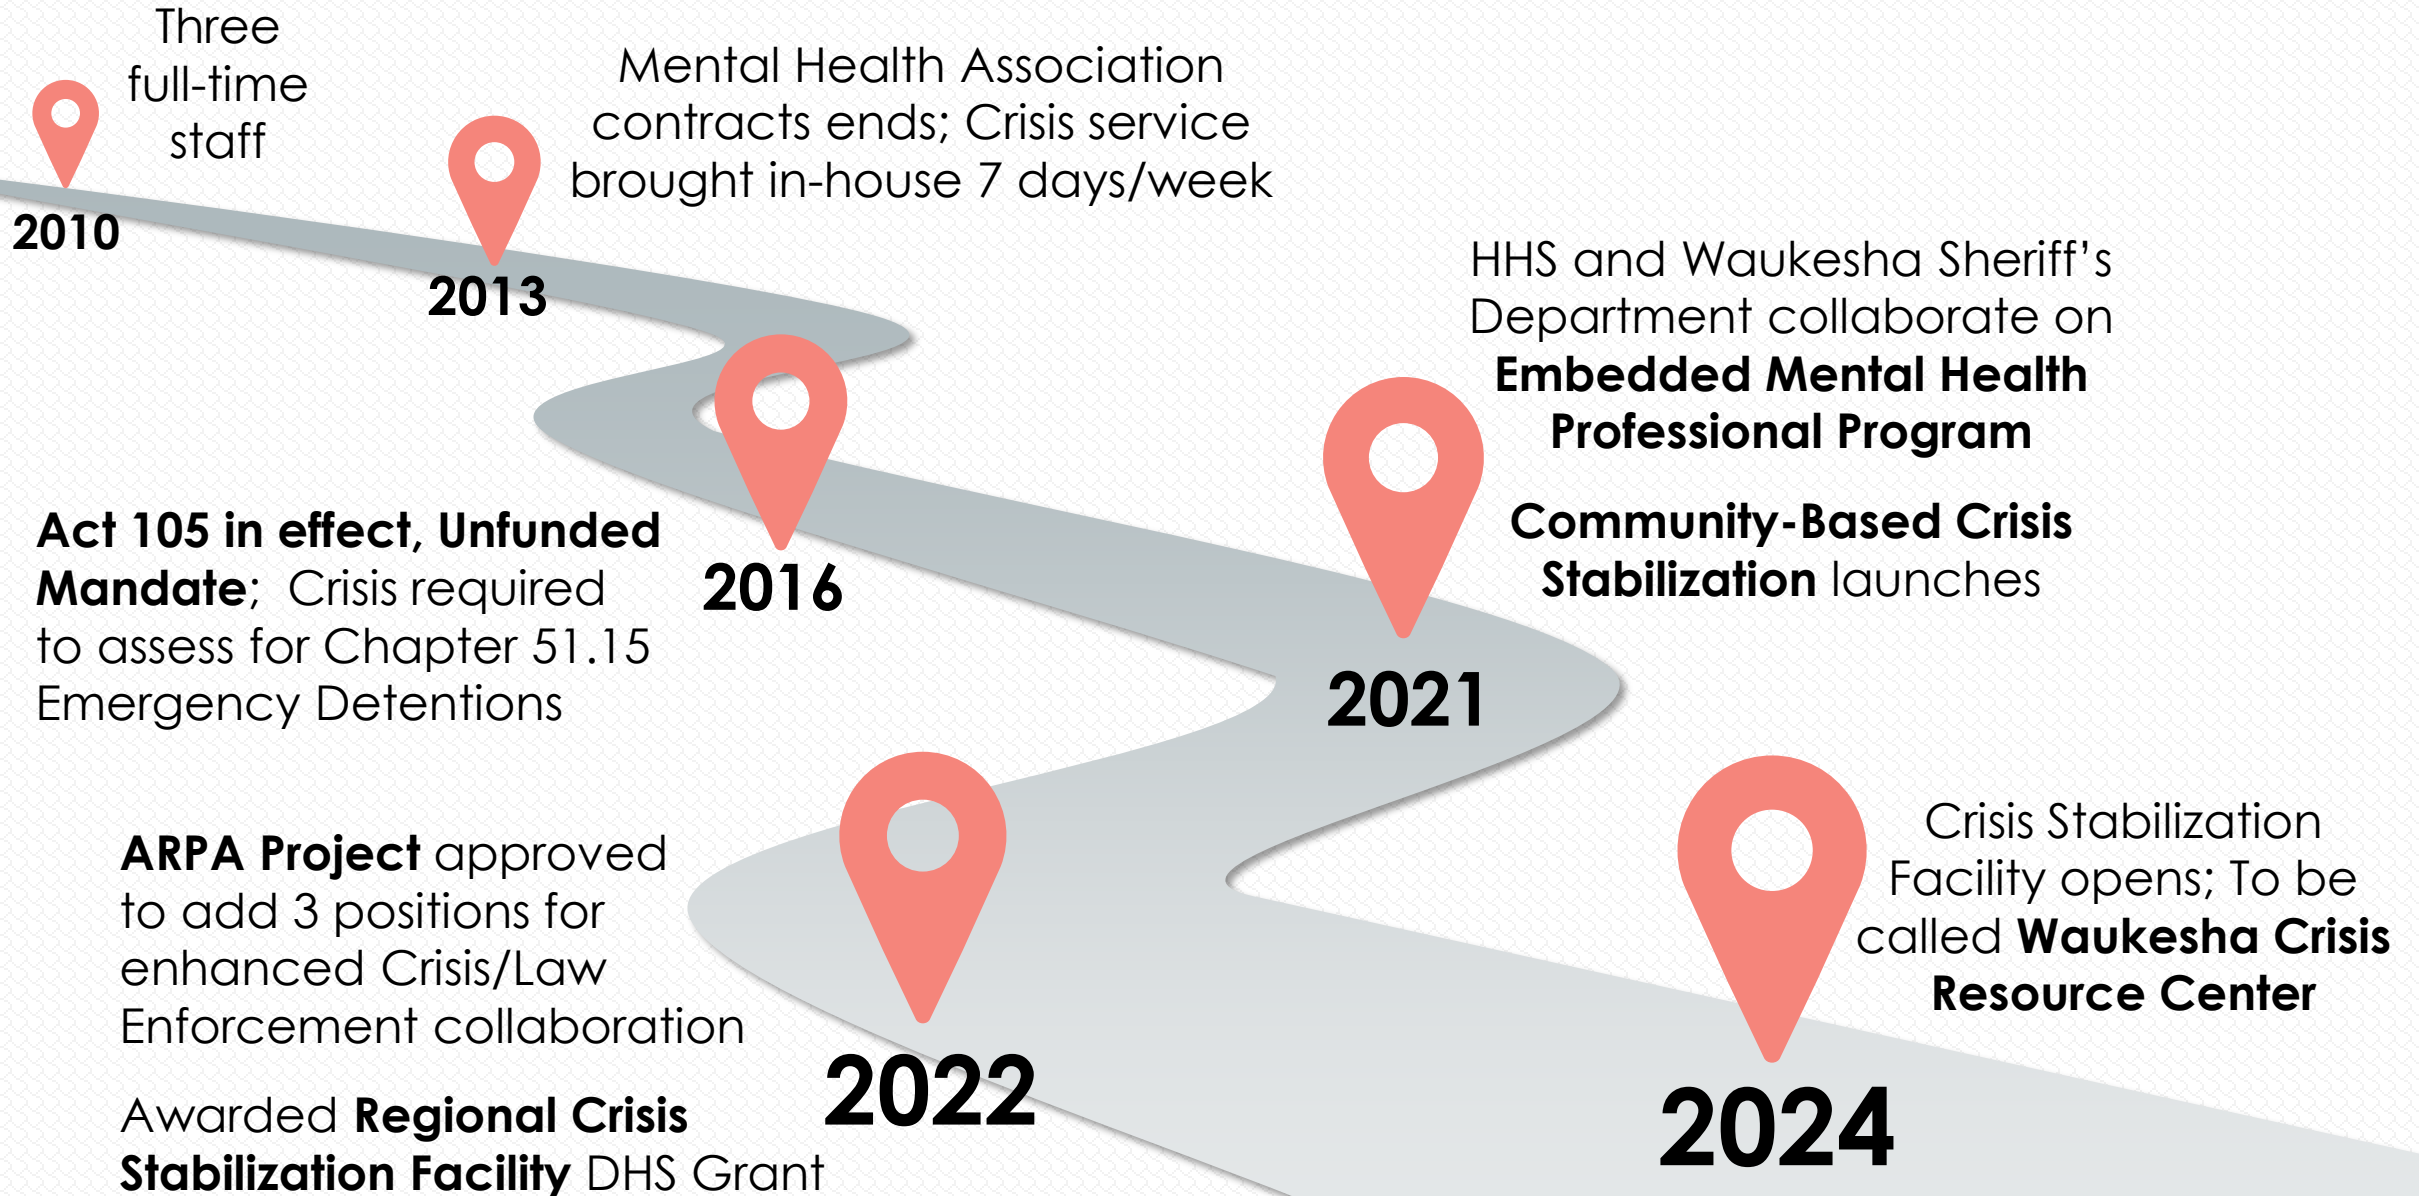 Three
full-time
staff
2010
Mental Health Association
contracts ends; Crisis service
brought in-house 7 days/week
2013
Act 105 in effect, Unfunded
Mandate;  Crisis required
to assess for Chapter 51.15
Emergency Detentions
2016
HHS and Waukesha Sheriff’s
Department collaborate on
Embedded Mental Health
Professional Program
Community-Based Crisis
Stabilization launches
2021
ARPA Project approved
to add 3 positions for
enhanced Crisis/Law
Enforcement collaboration
Awarded Regional Crisis
Stabilization Facility DHS Grant
2022
Crisis Stabilization
Facility opens; To be
called Waukesha Crisis
Resource Center
2024